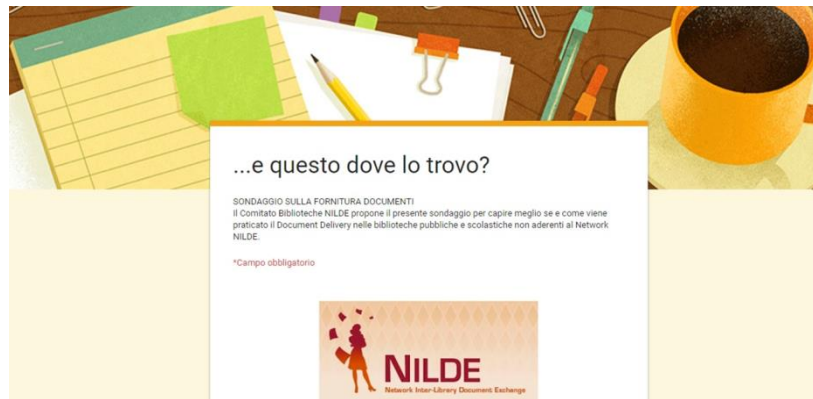 ...e questo dove lo trovo?
SONDAGGIO SULLA FORNITURA DOCUMENTI
Il Comitato Biblioteche NILDE propone il presente sondaggio per capire meglio se e come viene
praticato il Document Delivery nelle biblioteche pubbliche e scolastiche non aderenti al Network
NILDE.
*Campo obbligatorio
NILDE
Network Inter-Library Document Exchange